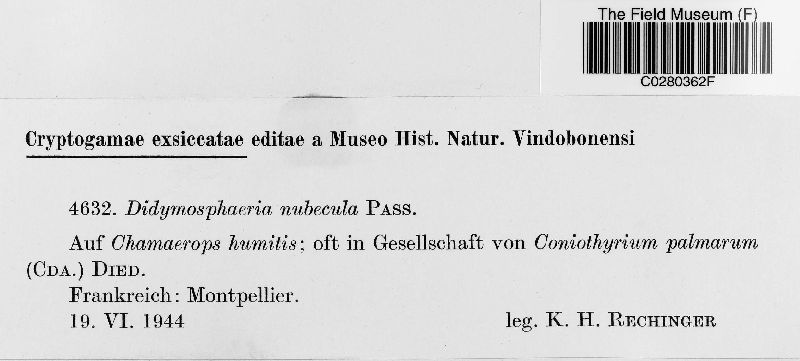 The Field Museum (F)
C0280362F
Cryptogamae exsiccatae editae a Museo Hist. Natur. Vindobonensi
4632. Didymosphaeria nubecula PASS.
Auf Chamaerops humilis; oft in Gesellschaft von Coniothyrium palmarum
(CDA.) DIED.
Frankreich: Montpellier.
19. VI. 1944 leg. K. H. RECHINGER